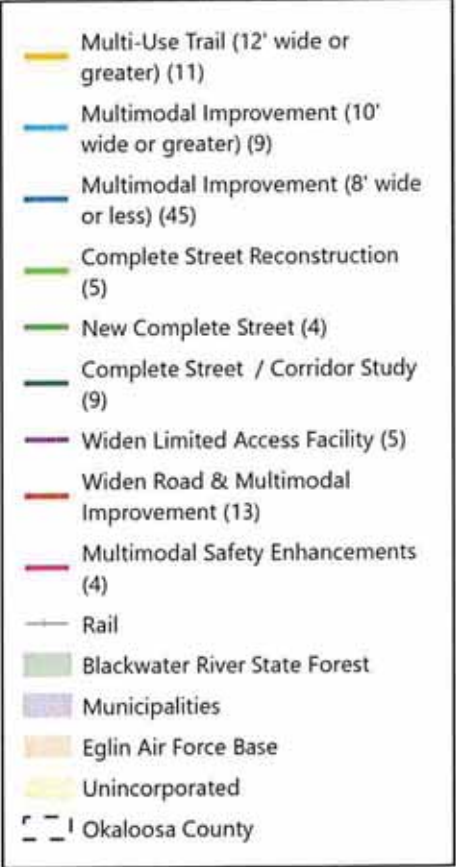 Multi-Use Trail (12' wide or
greater) (11)
Multimodal Improvement (10'
wide or greater) (9)
Multimodal Improvement (8' wide
or less) (45)
Complete Street Reconstruction
(5)
New Complete Street (4)
Complete Street / Corridor Study
(9)
Widen Limited Access Facility (5)
Widen Road & Multimodal
Improvement (13)
Multimodal Safety Enhancements
(4)
Rail
Blackwater River State Forest
Municipalities
Eglin Air Force Base
Unincorporated
Okaloosa County